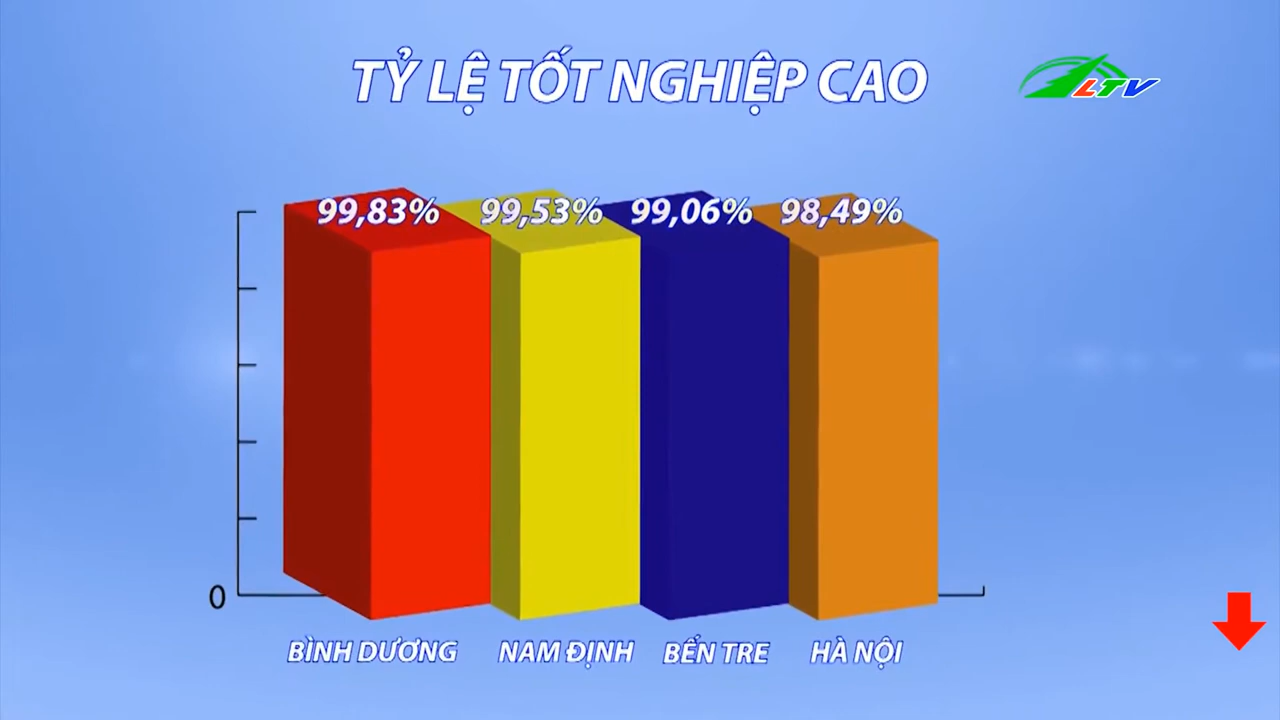 TỶ LỆ TỐT NGHIỆP CAO
LTV
99,83% 99,53% 99,06% 98,49%
0
BÌNH DƯƠNG NAM ĐỊNH BẾN TRE HÀ NỘI